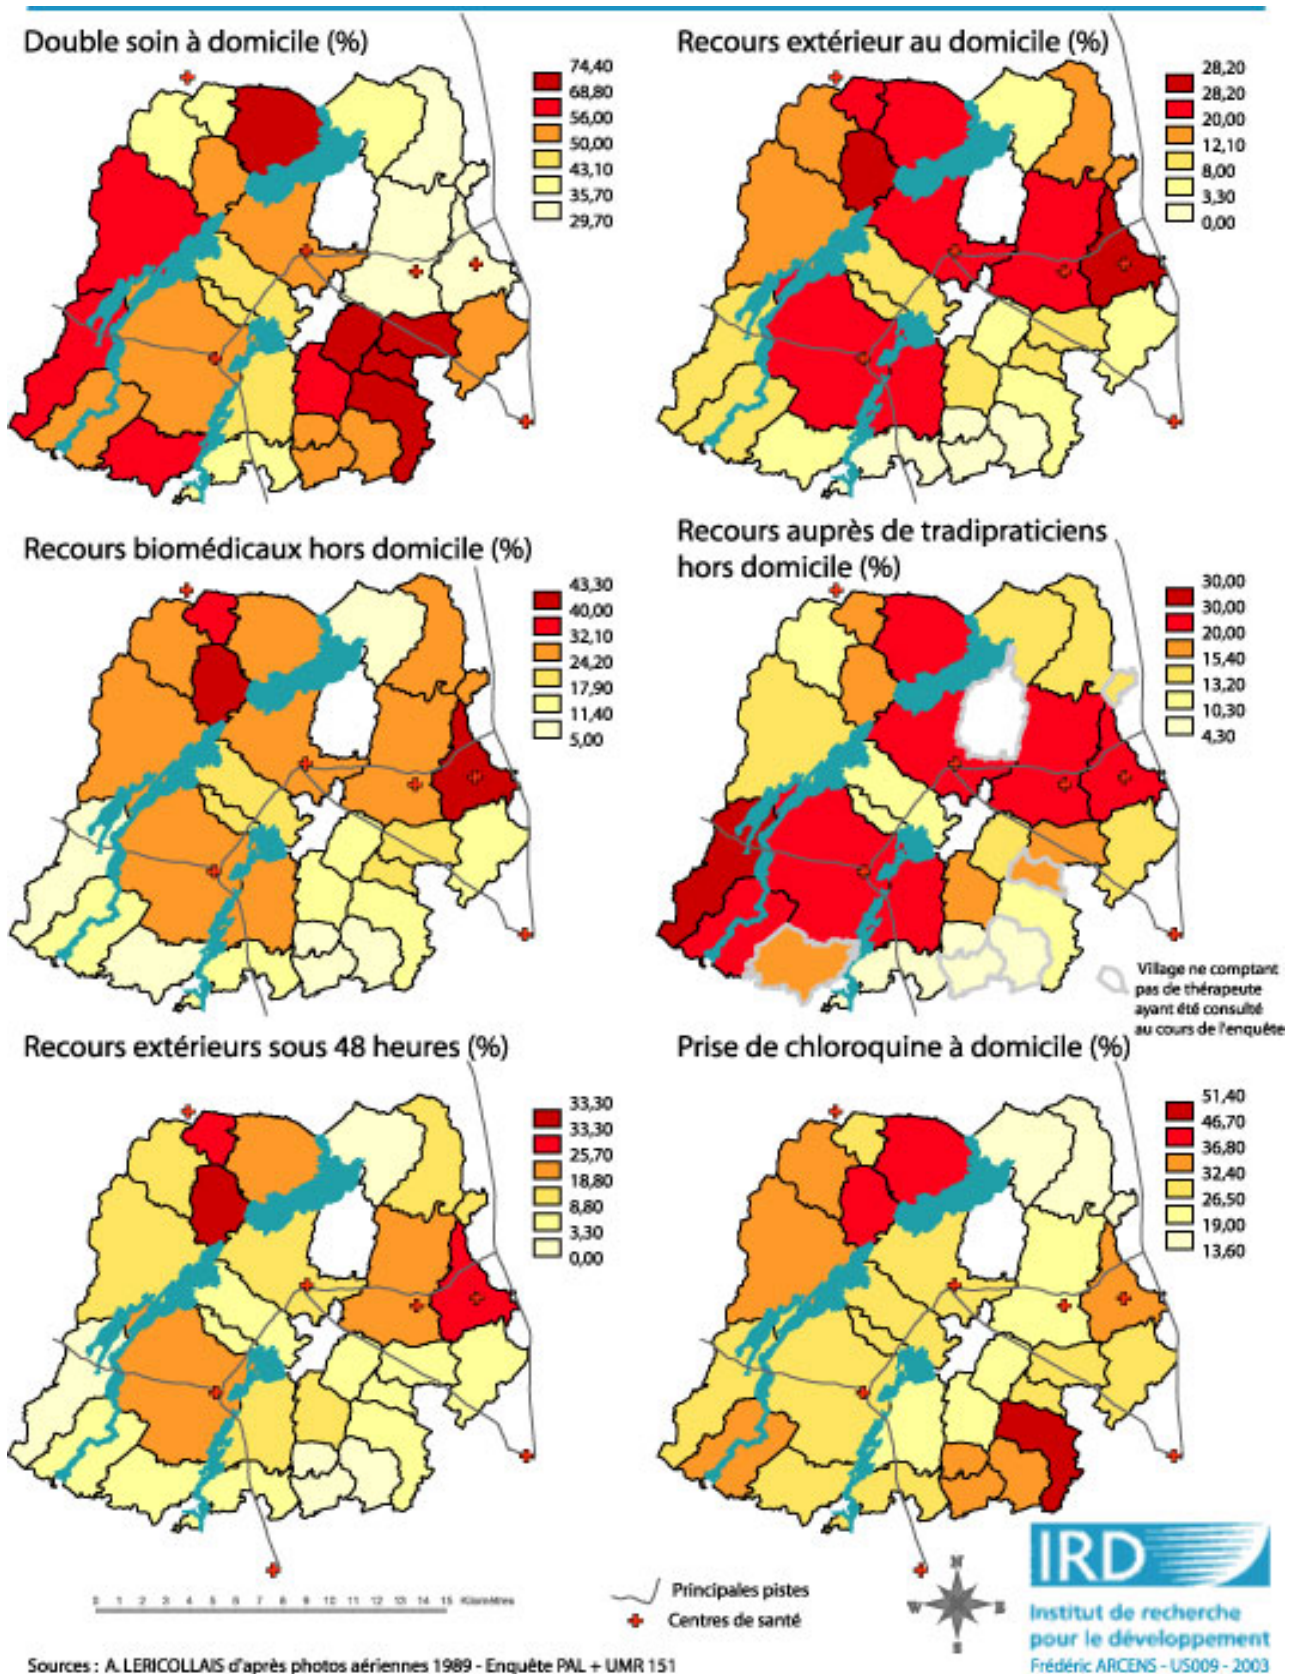 Double soin à domicile (%)
74,40
68,80
56,00
50,00
43,10
35,70
29,70
Recours extérieur au domicile (%)
28,20
28,20
20,00
12,10
8,00
3,30
0,00
Recours biomédicaux hors domicile (%)
43,30
40,00
32,10
24,20
17,90
11,40
5,00
Recours auprès de tradipraticiens
hors domicile (%)
30,00
30,00
20,00
15,40
13,20
10,30
4,30
Village ne comptant
pas de thérapeute
ayant été consulté
au cours de l'enquête
Recours extérieurs sous 48 heures (%)
33,30
33,30
25,70
18,80
8,80
3,30
0,00
Prise de chloroquine à domicile (%)
51,40
46,70
36,80
32,40
26,50
19,00
13,60
0 1 2 3 4 5 6 7 8 9 10 11 12 13 14 15 Kilomètres
Principales pistes
Centres de santé
N
W E
S
IRD
Institut de recherche
pour le développement
Frédéric ARCENS - US009 - 2003
Sources : A. LERICOLLAIS d'après photos aériennes 1989 - Enquête PAL + UMR 151